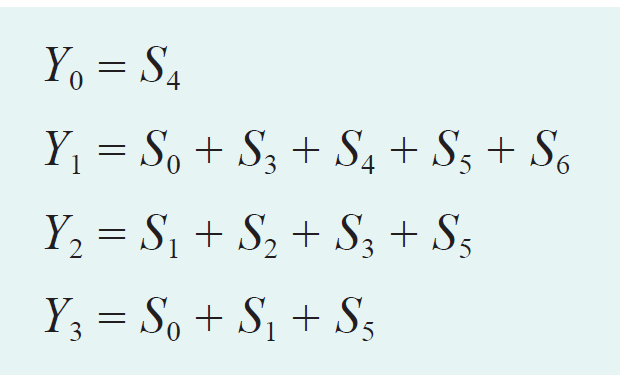 Y₀ = S₄
Y₁ = S₀ + S₃ + S₄ + S₅ + S₆
Y₂ = S₁ + S₂ + S₃ + S₅
Y₃ = S₀ + S₁ + S₅